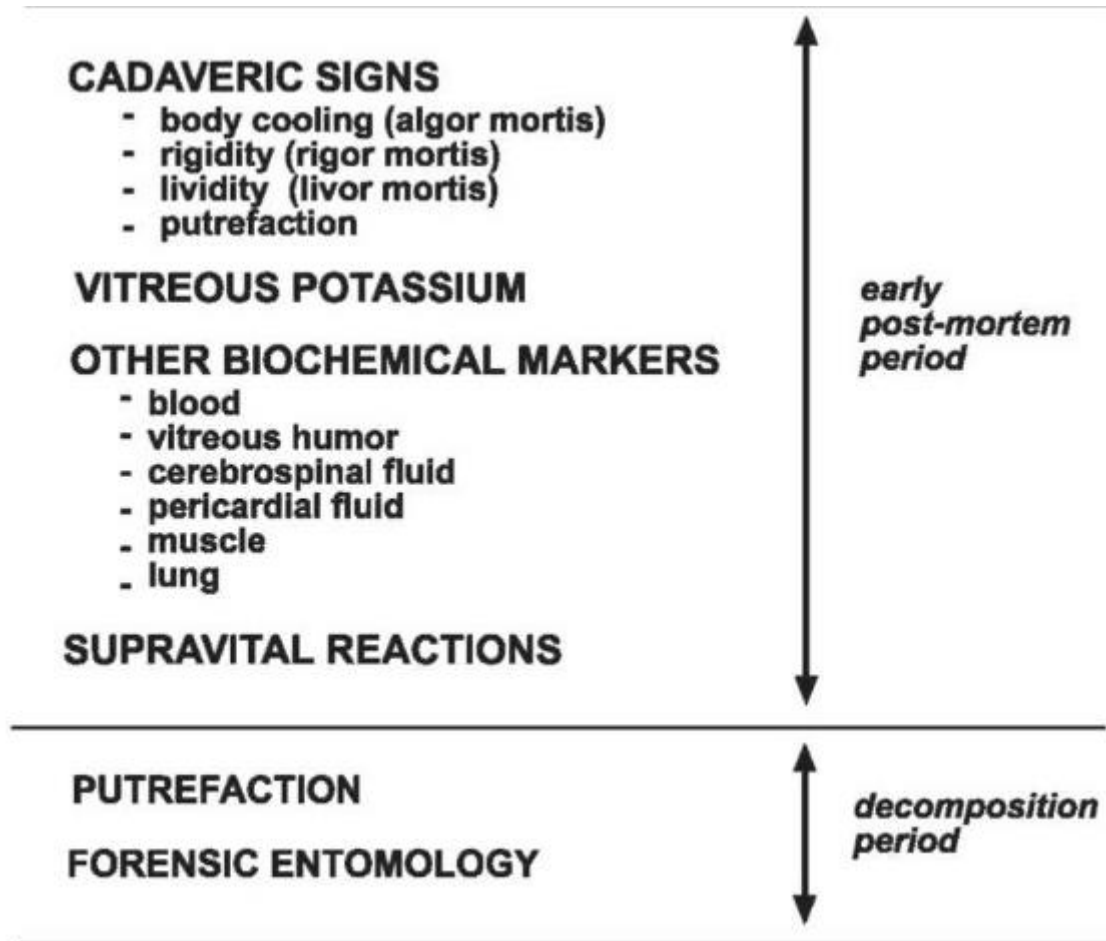 CADAVERIC SIGNS
- body cooling (algor mortis)
- rigidity (rigor mortis)
- lividity (livor mortis)
- putrefaction
VITREOUS POTASSIUM
OTHER BIOCHEMICAL MARKERS
- blood
- vitreous humor
- cerebrospinal fluid
- pericardial fluid
- muscle
- lung
SUPRAVITAL REACTIONS
early
post-mortem
period
PUTREFACTION
FORENSIC ENTOMOLOGY
decomposition
period